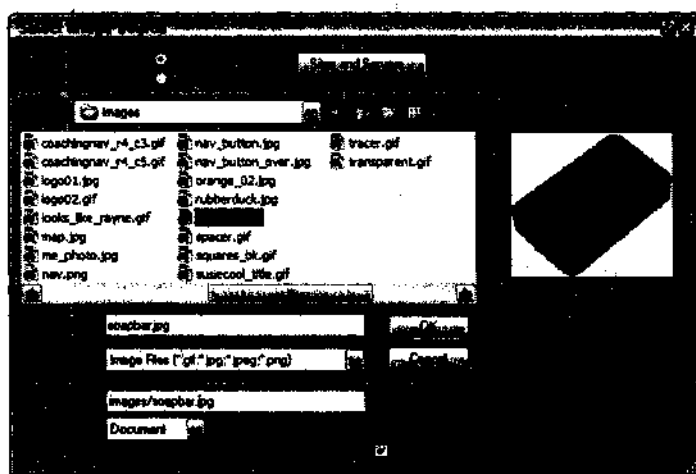 Sites and Servers...
images
coachingnav_r4_c3.gif nav_button.jpg tracer.gif
coachingnav_r4_c5.gif nav_button_over.jpg transparent.gif
logo01.jpg orange_02.jpg
logo02.gif rubberduck.jpg
looks_like_rayne.gif
map.jpg spacer.gif
me_photo.jpg squares_bk.gif
nav.png susiecool_title.gif
soapbar.jpg OK
Image Files (*.gif;*.jpg;*.jpeg;*.png) Cancel
images/soapbar.jpg
Document